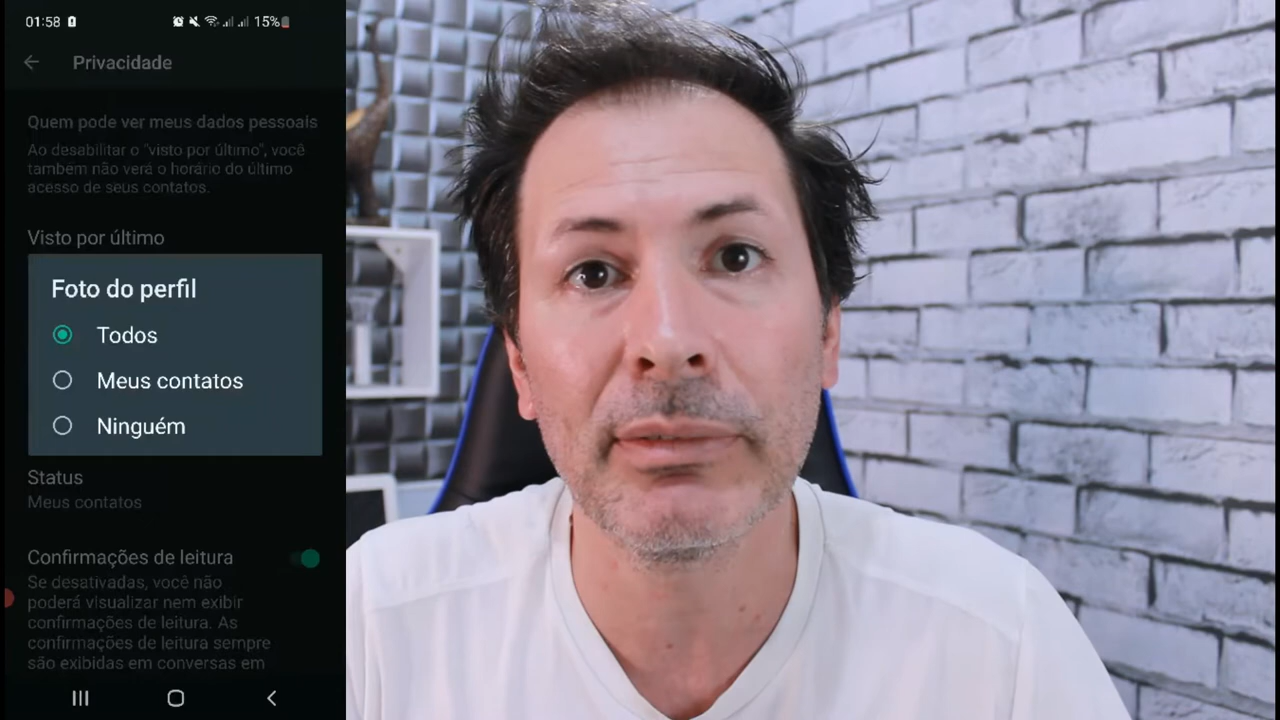 01:58
15%
Privacidade
Quem pode ver meus dados pessoais
Ao desabilitar o "visto por último", você
também não verá o horário do último
acesso de seus contatos.
Visto por último
Foto do perfil
Todos
Meus contatos
Ninguém
Status
Meus contatos
Confirmações de leitura
Se desativadas, você não
poderá visualizar nem exibir
confirmações de leitura. As
confirmações de leitura sempre
são exibidas em conversas em